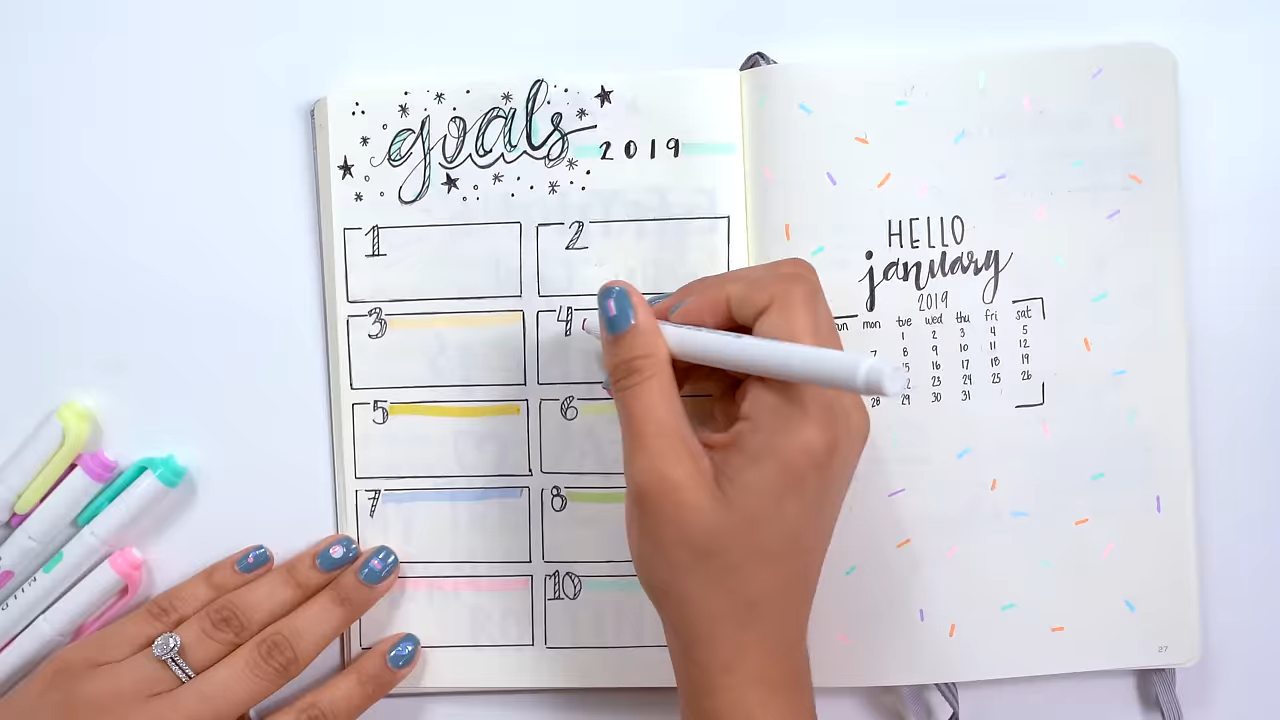 goals
2019
1
2
3
4
5
6
7
8
10
HELLO
january
2019
mon tue wed thu fri sat
1 2 3 4 5
7 8 9 10 11 12
16 17 18 19
23 24 25 26
28 29 30 31
27